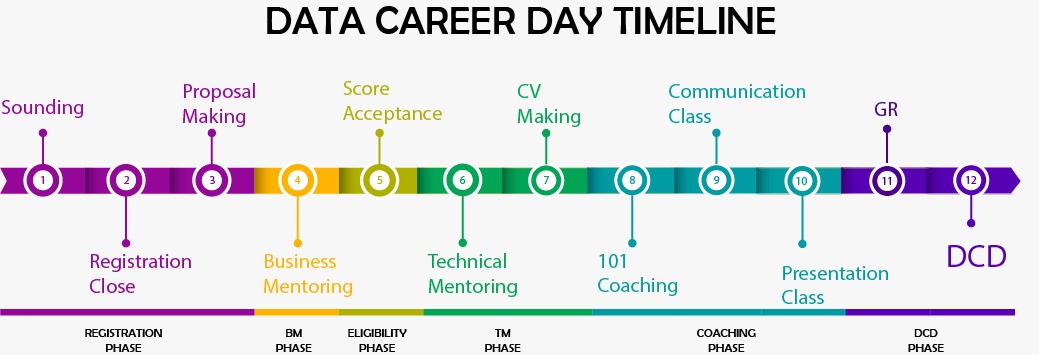 DATA CAREER DAY TIMELINE
Sounding
Proposal
Making
Score
Acceptance
CV
Making
Communication
Class
GR
1 2 3 4 5 6 7 8 9 10 11 12
Registration
Close
Business
Mentoring
Technical
Mentoring
101
Coaching
Presentation
Class
DCD
REGISTRATION
PHASE
BM
PHASE
ELIGIBILITY
PHASE
TM
PHASE
COACHING
PHASE
DCD
PHASE